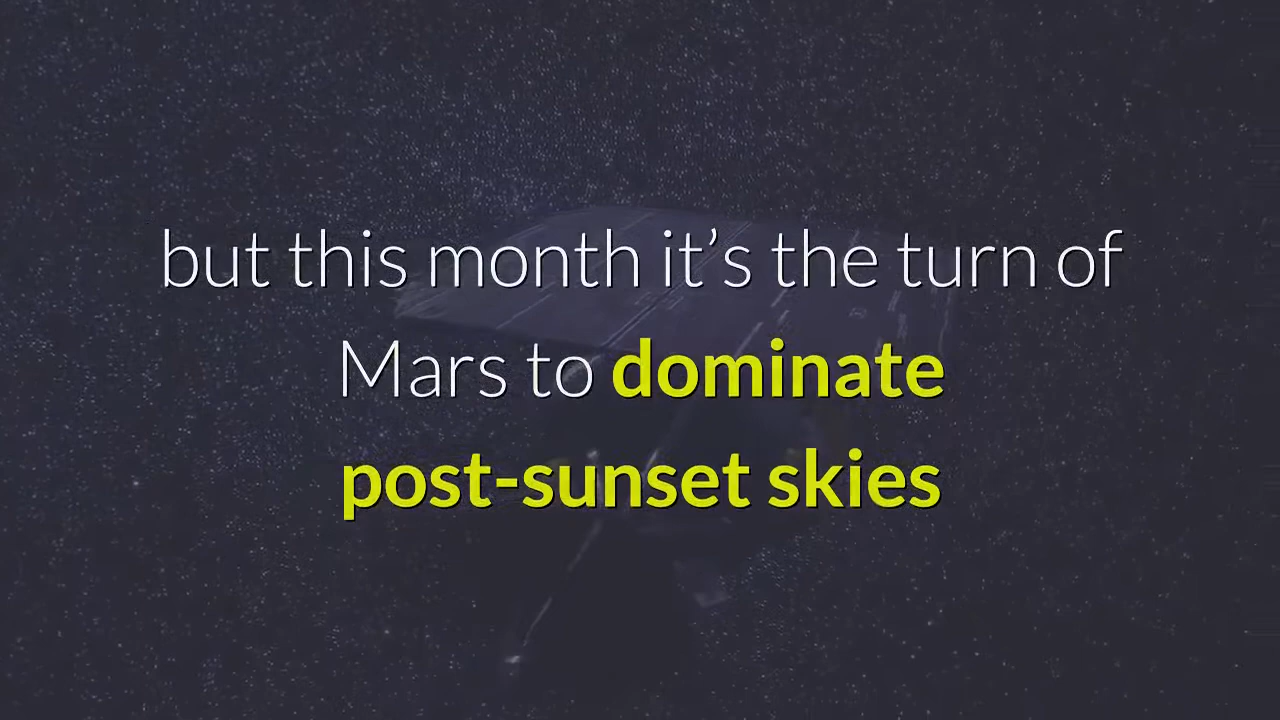 but this month it’s the turn of
Mars to dominate
post-sunset skies